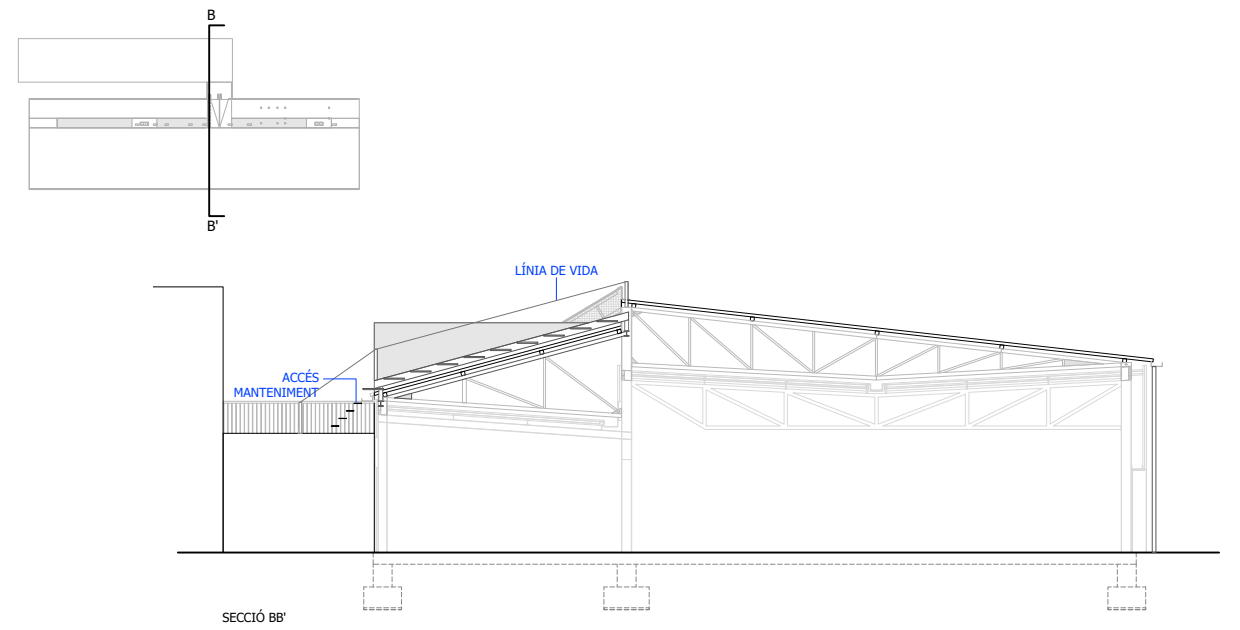 B
B'
LÍNIA DE VIDA
ACCÉS
MANTENIMENT
SECCIÓ BB'